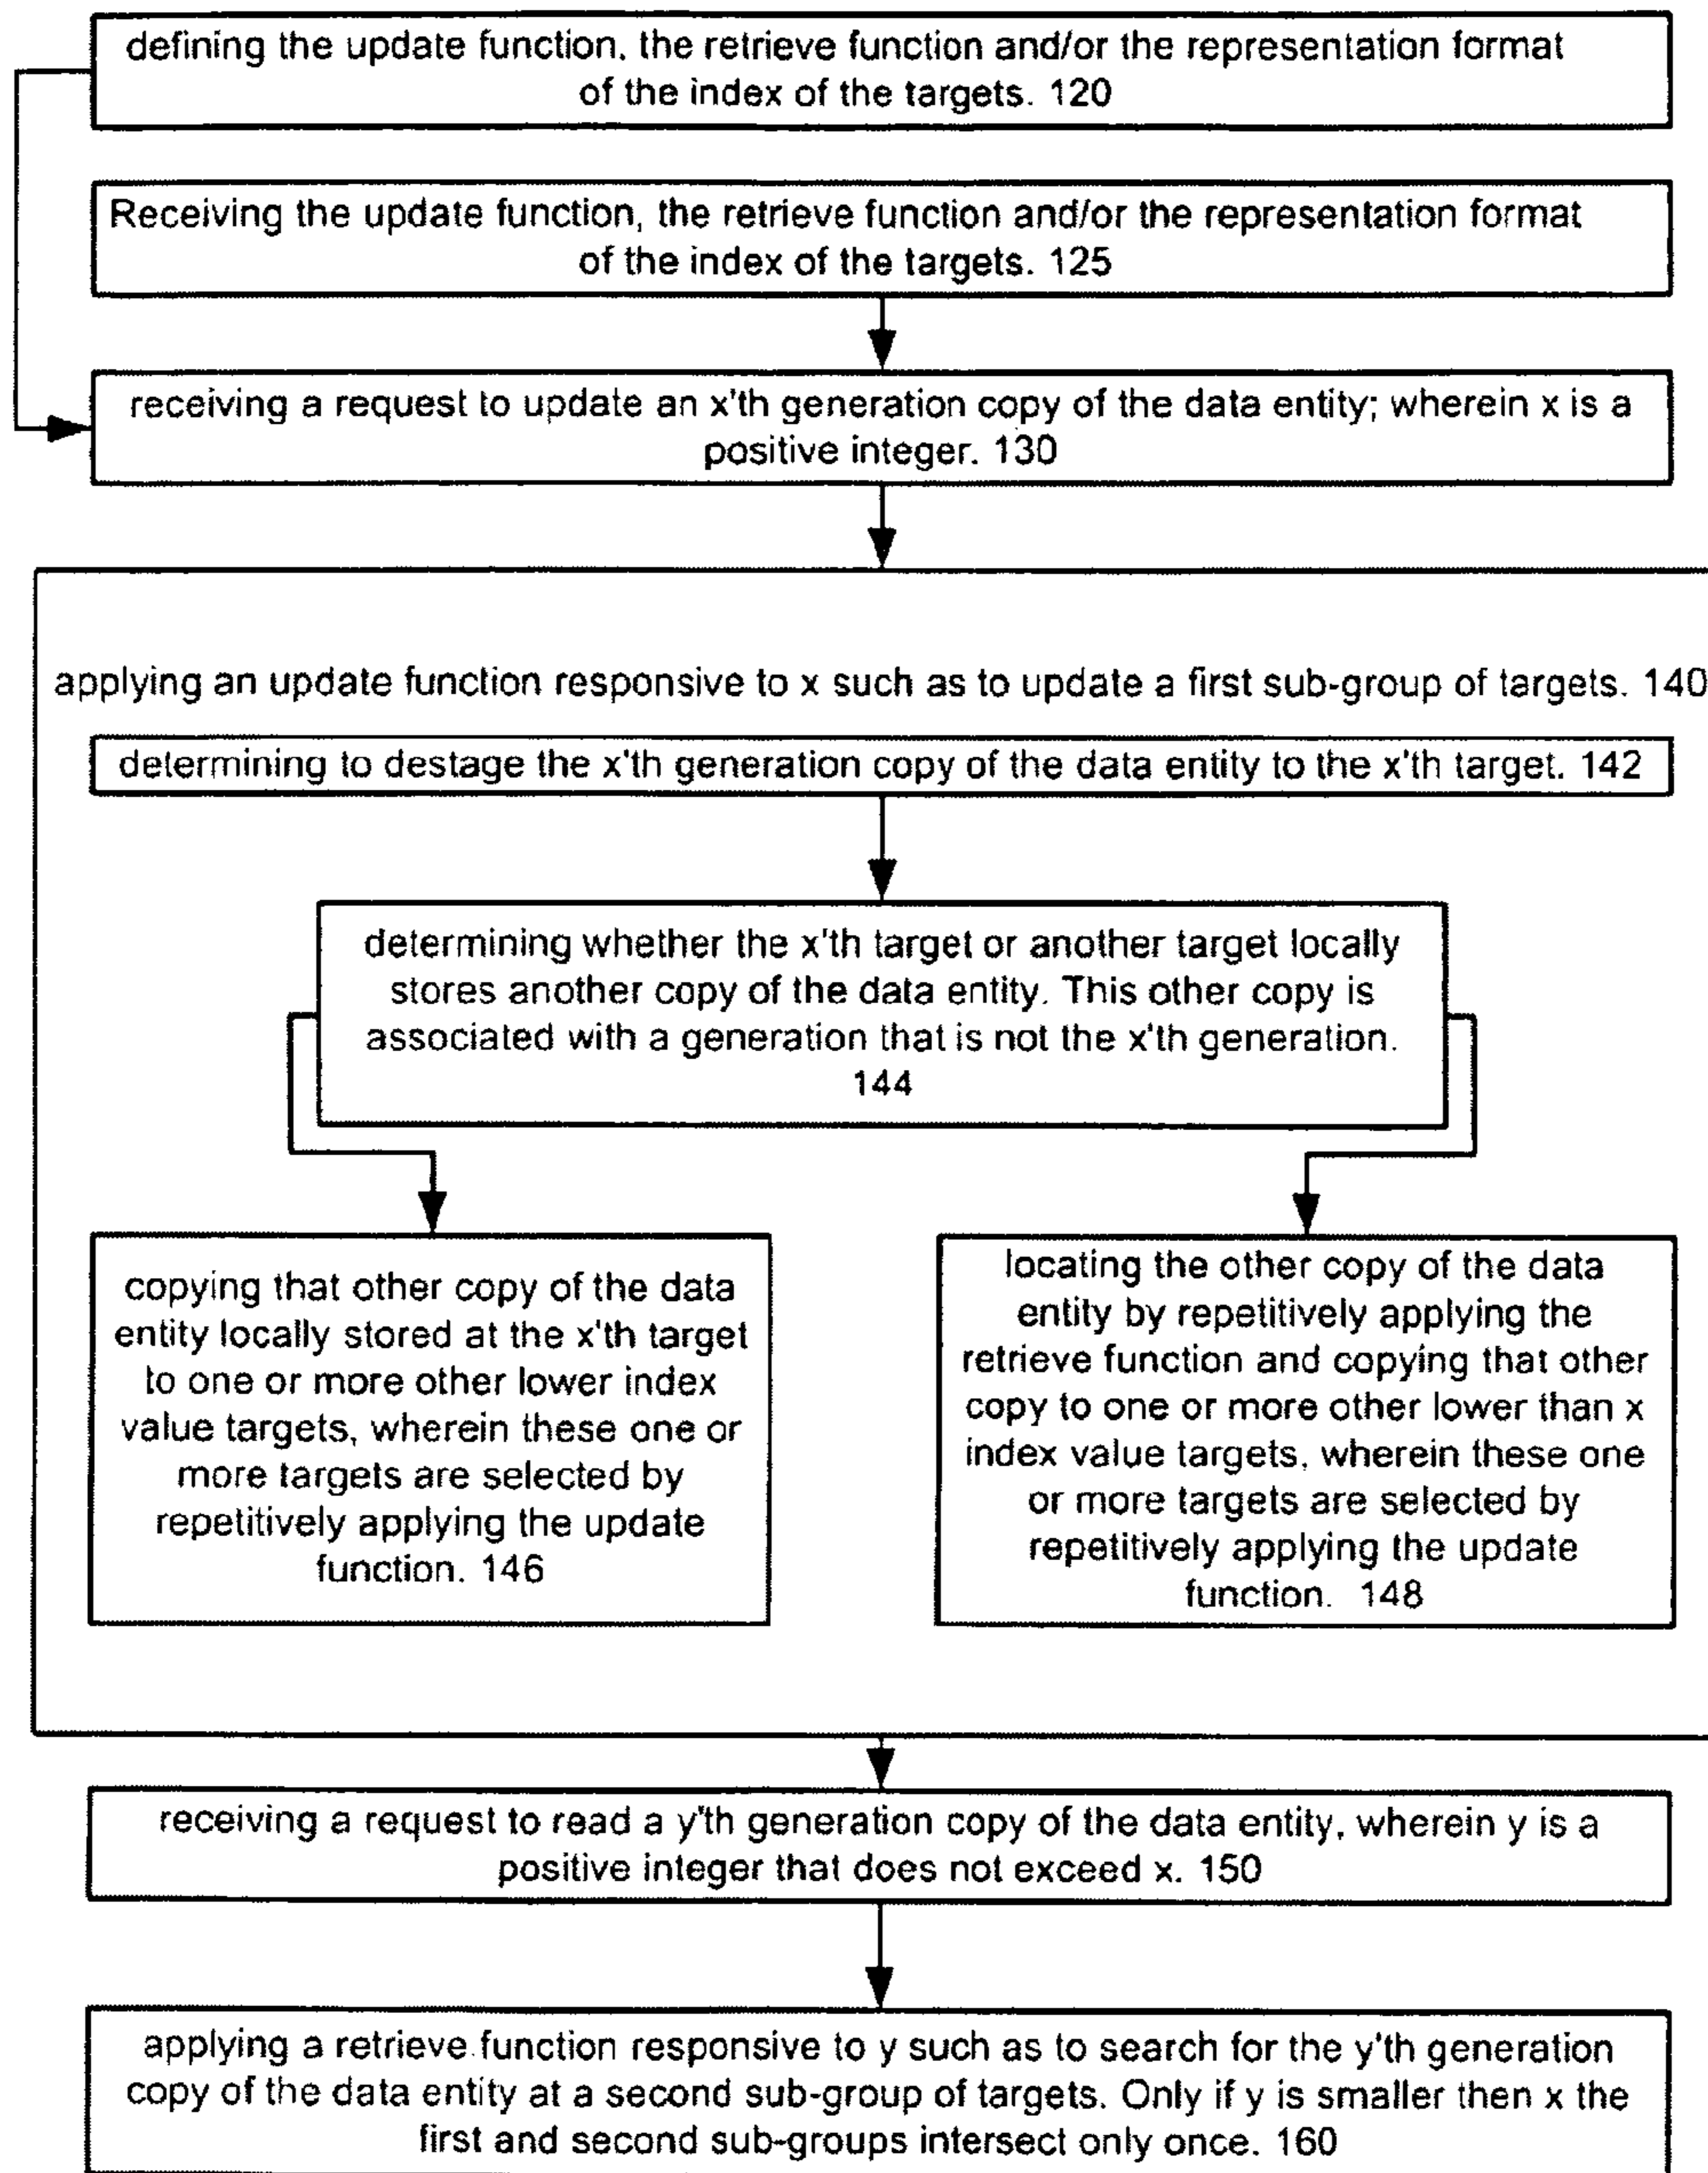 defining the update function, the retrieve function and/or the representation format
of the index of the targets. 120
Receiving the update function, the retrieve function and/or the representation format
of the index of the targets. 125
receiving a request to update an x'th generation copy of the data entity; wherein x is a
positive integer. 130
applying an update function responsive to x such as to update a first sub-group of targets. 140
determining to destage the x'th generation copy of the data entity to the x'th target. 142
determining whether the x'th target or another target locally
stores another copy of the data entity. This other copy is
associated with a generation that is not the x'th generation.
144
copying that other copy of the data
entity locally stored at the x'th target
to one or more other lower index
value targets, wherein these one or
more targets are selected by
repetitively applying the update
function. 146
locating the other copy of the data
entity by repetitively applying the
retrieve function and copying that other
copy to one or more other lower than x
index value targets, wherein these one
or more targets are selected by
repetitively applying the update
function. 148
receiving a request to read a y'th generation copy of the data entity, wherein y is a
positive integer that does not exceed x. 150
applying a retrieve function responsive to y such as to search for the y'th generation
copy of the data entity at a second sub-group of targets. Only if y is smaller then x the
first and second sub-groups intersect only once. 160